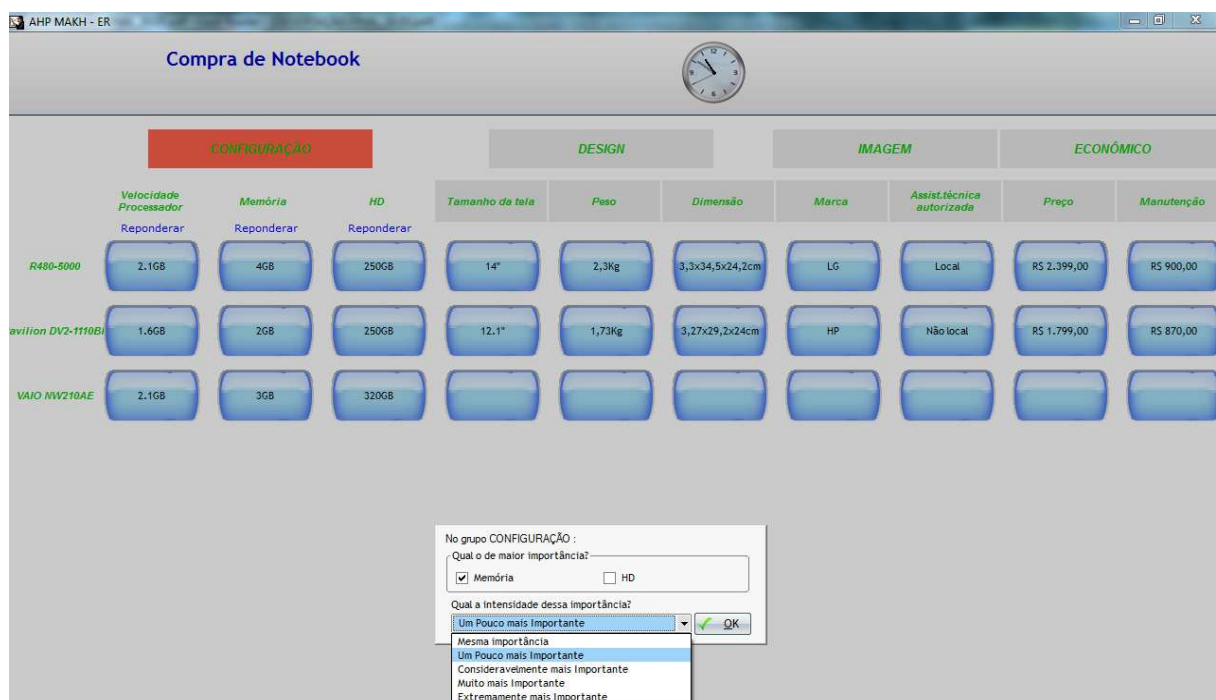 AHP MAKH - ER
Compra de Notebook
CONFIGURAÇÃO DESIGN IMAGEM ECONÔMICO
Velocidade Processador Memória HD Tamanho da tela Peso Dimensão Marca Assist.técnica autorizada Preço Manutenção
Reponderar Reponderar Reponderar
R480-5000 2.1GB 4GB 250GB 14" 2,3Kg 3,3x34,5x24,2cm LG Local R$ 2.399,00 R$ 900,00
avilion DV2-1110B 1.6GB 2GB 250GB 12.1" 1,73Kg 3,27x29,2x24cm HP Não local R$ 1.799,00 R$ 870,00
VAIO NW210AE 2.1GB 3GB 320GB
No grupo CONFIGURAÇÃO :
Qual o de maior importância?
Memória HD
Qual a intensidade dessa importância?
Um Pouco mais Importante OK
Mesma importância
Um Pouco mais Importante
Consideravelmente mais Importante
Muito mais Importante
Extremamente mais Importante